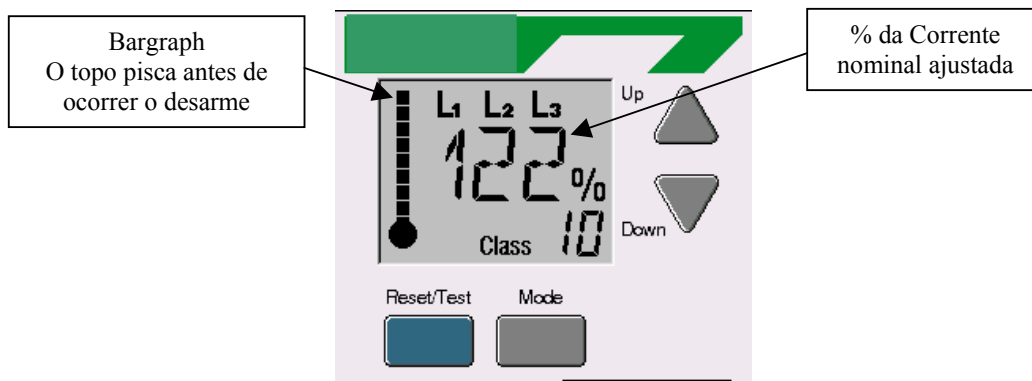 Bargraph
O topo pisca antes de
ocorrer o desarme
% da Corrente
nominal ajustada
L1 L2 L3
122%
Class 10
Up
Down
Reset/Test Mode